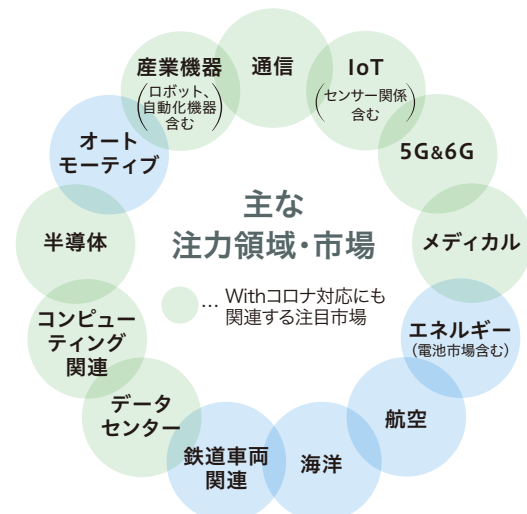 通信
IoT
(センサー関係
含む)
5G&6G
メディカル
エネルギー
(電池市場含む)
航空
海洋
鉄道車両
関連
データ
センター
コンピュー
ティング
関連
半導体
オート
モーティブ
産業機器
(ロボット、
自動化機器
含む)
主な
注力領域・市場
… Withコロナ対応にも
関連する注目市場